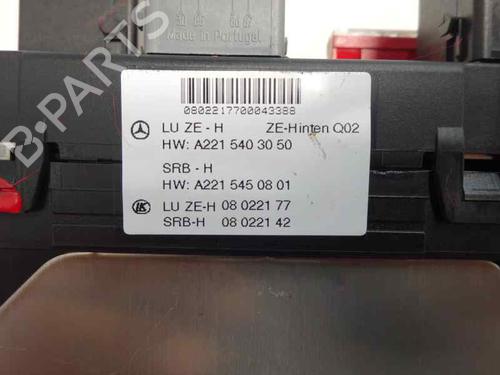 Made in Portugal
0802217700043388
LU ZE - H ZE-Hinten Q02
HW: A221 540 30 50
SRB - H
HW: A221 545 08 01
LU ZE-H 08 0221 77
SRB-H 08 0221 42
B-PARTS